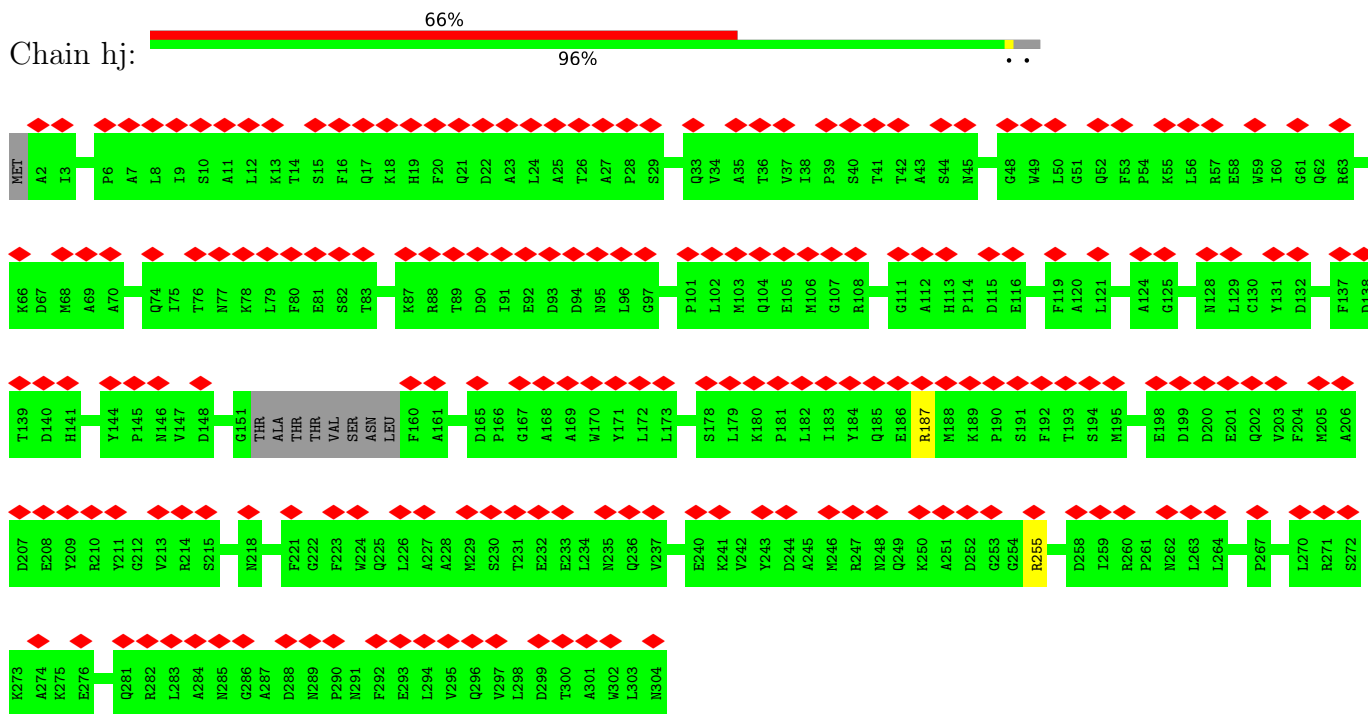 66%
Chain hj:
96% . .
MET A2 I3 P6 A7 L8 I9 S10 A11 L12 K13 T14 S15 F16 Q17 K18 H19 F20 Q21 D22 A23 L24 A25 T26 A27 P28 S29 Q33 V34 A35 T36 V37 I38 P39 S40 T41 T42 A43 S44 N45 G48 W49 L50 G51 Q52 F53 P54 K55 L56 R57 E58 W59 I60 G61 Q62 R63
K66 D67 M68 A69 A70 Q74 I75 T76 N77 K78 L79 F80 E81 S82 T83 K87 R88 T89 D90 I91 E92 D93 D94 N95 L96 G97 P101 L102 M103 Q104 E105 M106 G107 R108 G111 A112 H113 P114 D115 E116 F119 A120 L121 A124 G125 N128 L129 C130 Y131 D132 F137 D138
T139 D140 H141 Y144 P145 N146 V147 D148 G151 THR ALA THR THR VAL SER ASN LEU F160 A161 D165 P166 G167 A168 A169 W170 Y171 L172 L173 S178 L179 K180 P181 L182 I183 Y184 Q185 E186 R187 M188 K189 P190 S191 F192 T193 S194 M195 E198 D199 D200 E201 Q202 V203 F204 M205 A206
D207 E208 Y209 R210 Y211 G212 V213 R214 S215 N218 F221 G222 F223 W224 Q225 L226 A227 A228 M229 S230 T231 E232 E233 L234 N235 Q236 V237 E240 K241 V242 Y243 D244 A245 M246 R247 N248 Q249 K250 A251 D252 G253 G254 R255 D258 I259 R260 P261 N262 L263 L264 P267 L270 R271 S272
K273 A274 K275 E276 Q281 R282 L283 A284 N285 G286 A287 D288 N289 P290 N291 F292 E293 L294 V295 Q296 V297 L298 D299 T300 A301 W302 L303 N304